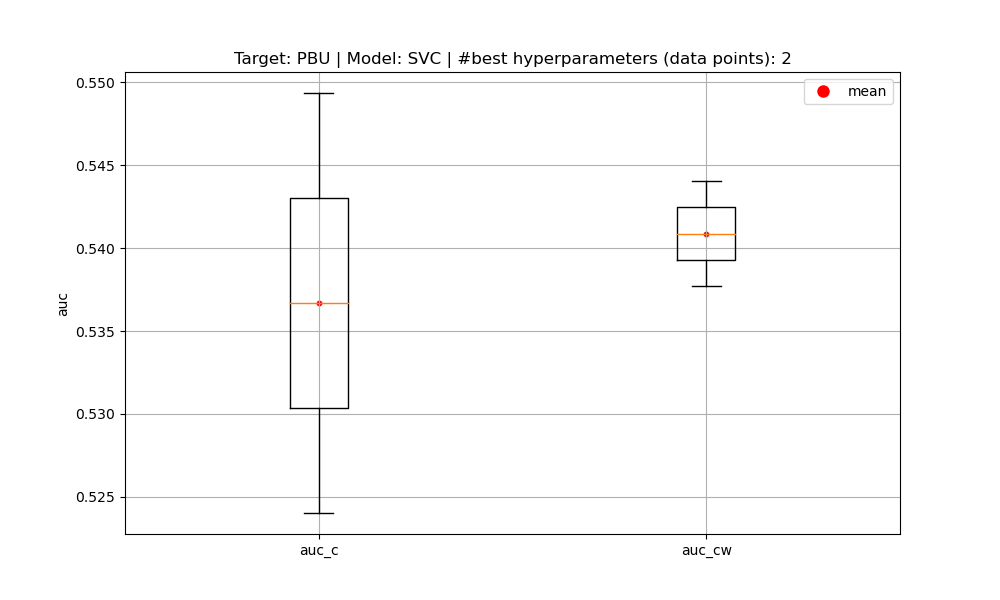 Target: PBU | Model: SVC | #best hyperparameters (data points): 2
mean
0.550
0.545
0.540
0.535
0.530
0.525
auc
auc_c
auc_cw